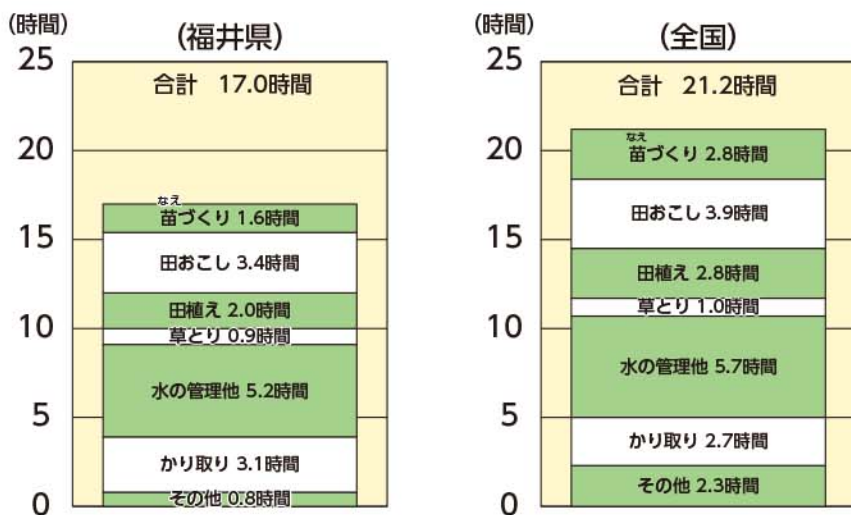 (時間)
(福井県)
25
合計 17.0時間
20
なえ
苗づくり 1.6時間
15
田おこし 3.4時間
田植え 2.0時間
10
草とり 0.9時間
水の管理他 5.2時間
5
かり取り 3.1時間
その他 0.8時間
0
(時間)
(全国)
25
合計 21.2時間
20
なえ
苗づくり 2.8時間
田おこし 3.9時間
15
田植え 2.8時間
草とり 1.0時間
10
水の管理他 5.7時間
5
かり取り 2.7時間
その他 2.3時間
0